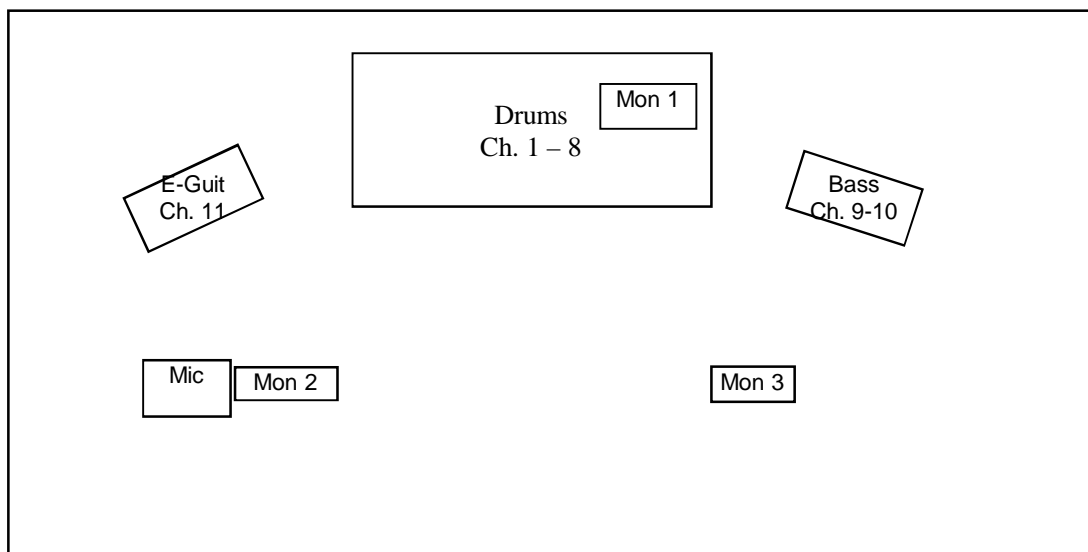 Mon 1
Drums
Ch. 1 – 8
E-Guit
Ch. 11
Bass
Ch. 9-10
Mic
Mon 2
Mon 3